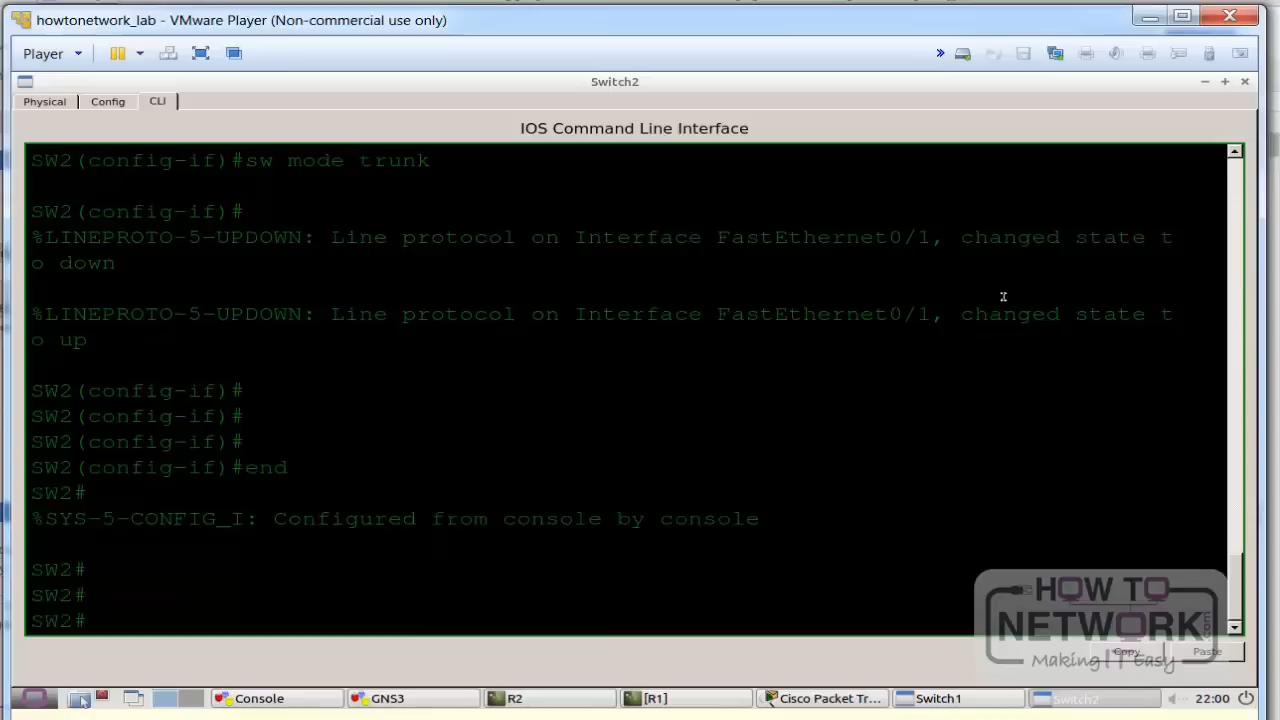 howtonetwork_lab - VMware Player (Non-commercial use only)
Player
Switch2
Physical Config CLI
IOS Command Line Interface
SW2(config-if)#sw mode trunk
SW2(config-if)#
%LINEPROTO-5-UPDOWN: Line protocol on Interface FastEthernet0/1, changed state t
o down
%LINEPROTO-5-UPDOWN: Line protocol on Interface FastEthernet0/1, changed state t
o up
SW2(config-if)#
SW2(config-if)#
SW2(config-if)#
SW2(config-if)#end
SW2#
%SYS-5-CONFIG_I: Configured from console by console
SW2#
SW2#
SW2#
HOW TO
NETWORK.com
Making IT Easy
Copy Paste
Console GNS3 R2 [R1] Cisco Packet Tr... Switch1 Switch2 22:00